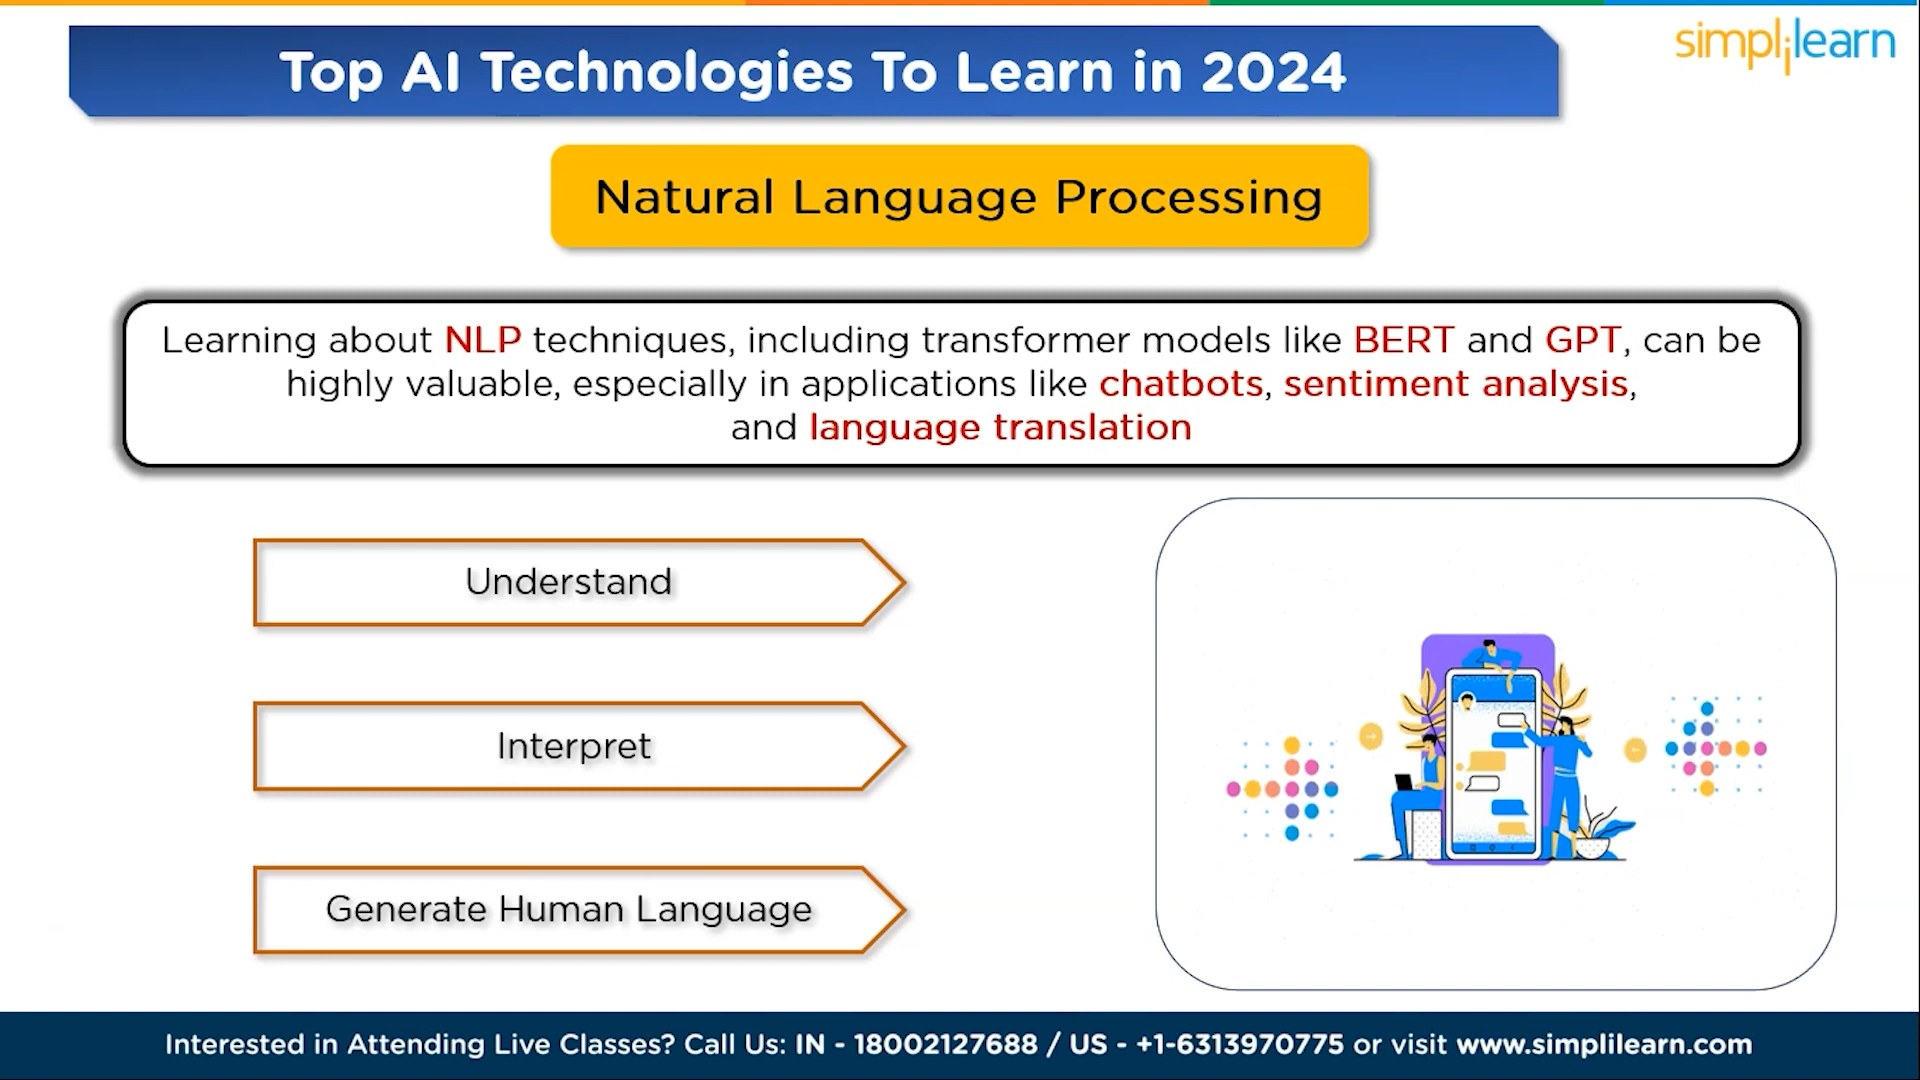 simplilearn
Top AI Technologies To Learn in 2024
Natural Language Processing
Learning about NLP techniques, including transformer models like BERT and GPT, can be
highly valuable, especially in applications like chatbots, sentiment analysis,
and language translation
Understand
Interpret
Generate Human Language
Interested in Attending Live Classes? Call Us: IN - 18002127688 / US - +1-6313970775 or visit www.simplilearn.com